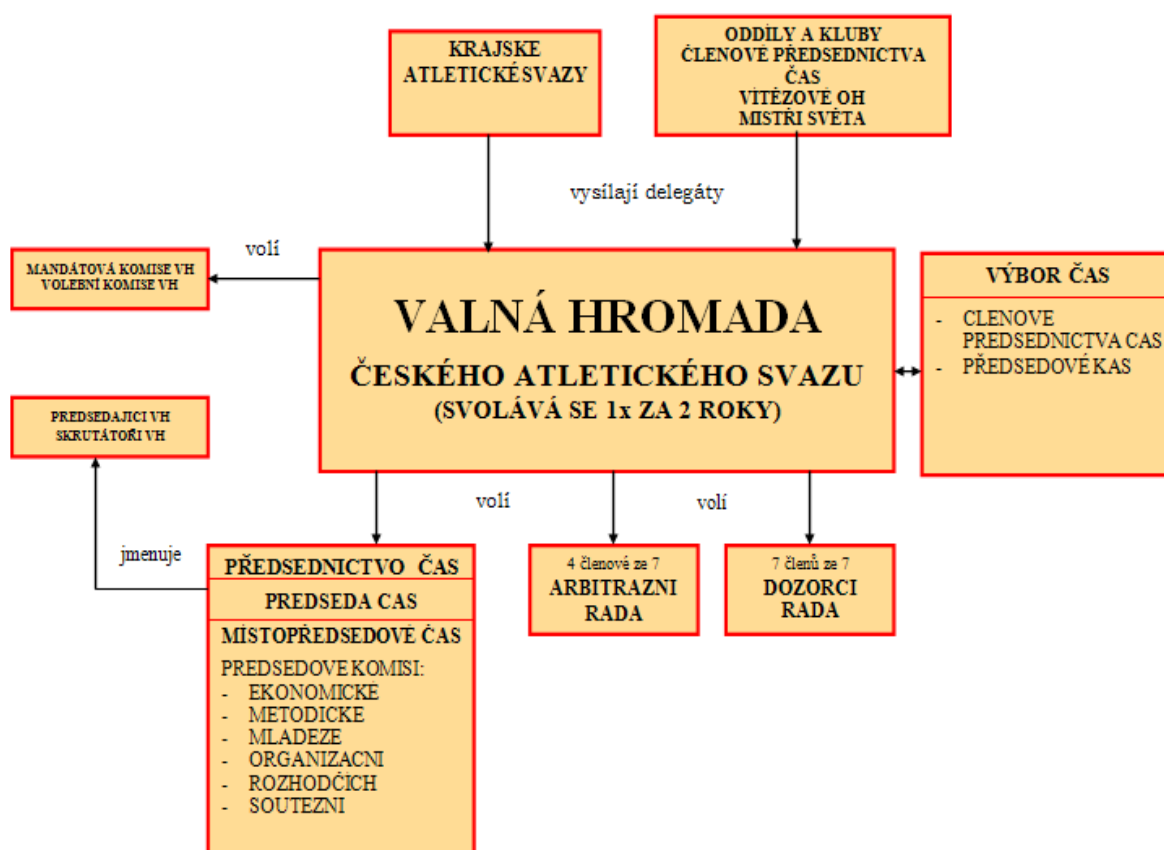 KRAJSKE
ATLETICKÉ SVAZY
ODDÍLY A KLUBY
ČLENOVÉ PŘEDSEDNICTVA
ČAS
VÍTĚZOVÉ OH
MISTŘI SVĚTA
vysílají delegáty
volí
MANDÁTOVÁ KOMISE VH
VOLEBNÍ KOMISE VH
VALNÁ HROMADA
ČESKÉHO ATLETICKÉHO SVAZU
(SVOLÁVÁ SE 1x ZA 2 ROKY)
VÝBOR ČAS
- CLENOVE
PREDSEDNICTVA CAS
- PŘEDSEDOVÉ KAS
PREDSEDAJICI VH
SKRUTÁTOŘI VH
volí
volí
jmenuje
PŘEDSEDNICTVO ČAS
PREDSEDA CAS
MÍSTOPŘEDSEDOVÉ ČAS
PREDSEDOVE KOMISI:
- EKONOMICKÉ
- METODICKE
- MLADEZE
- ORGANIZACNI
- ROZHODČÍCH
- SOUTEZNI
4 členové ze 7
ARBITRAZNI
RADA
7 členů ze 7
DOZORCI
RADA